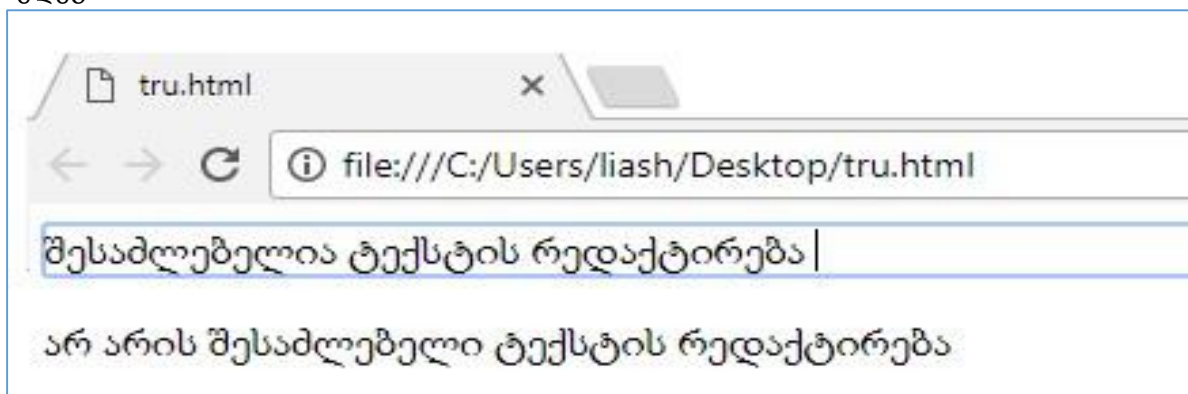 tru.html
file:///C:/Users/liash/Desktop/tru.html
შესაძლებელია ტექსტის რედაქტირება
არ არის შესაძლებელი ტექსტის რედაქტირება